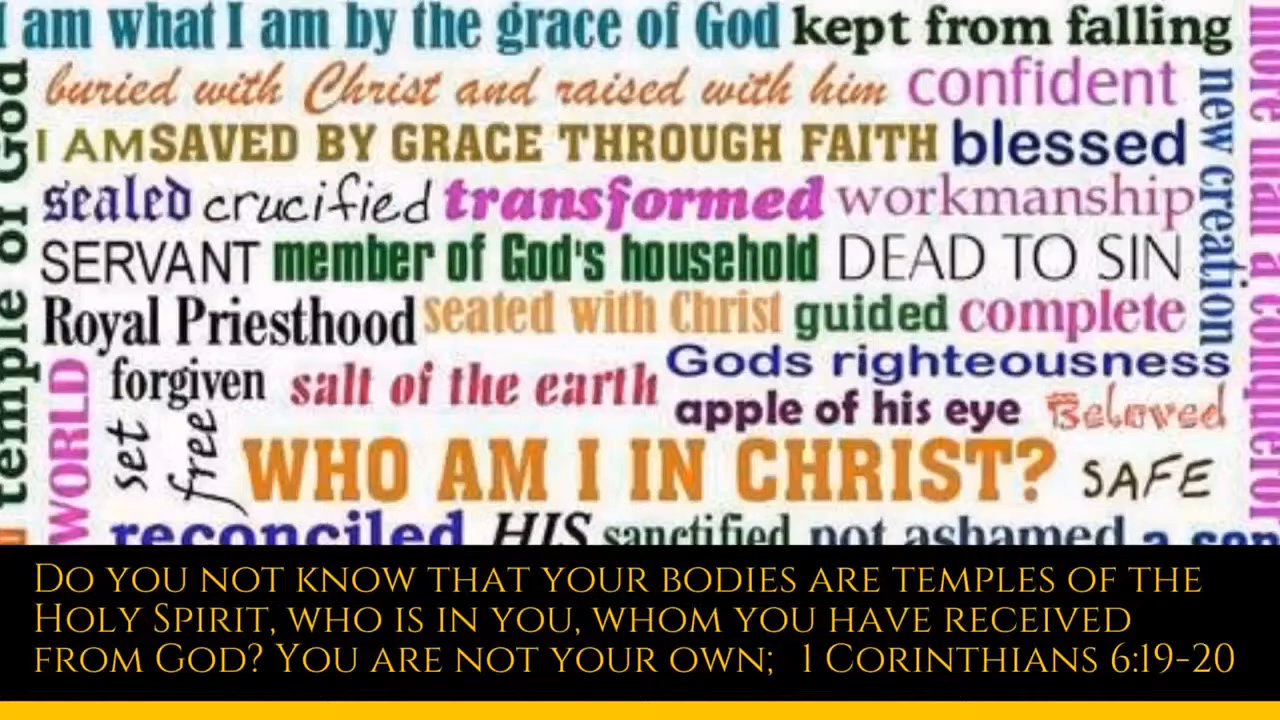 I am what I am by the grace of God kept from falling
buried with Christ and raised with him confident
I AM SAVED BY GRACE THROUGH FAITH blessed
sealed crucified transformed workmanship
SERVANT member of God's household DEAD TO SIN
Royal Priesthood seated with Christ guided complete
forgiven salt of the earth Gods righteousness
apple of his eye Beloved
set free WHO AM I IN CHRIST? SAFE
reconciled HIS sanctified not ashamed a
temple of God
WORLD
new creation
more than a conqueror
Do you not know that your bodies are temples of the
Holy Spirit, who is in you, whom you have received
from God? You are not your own; 1 Corinthians 6:19-20